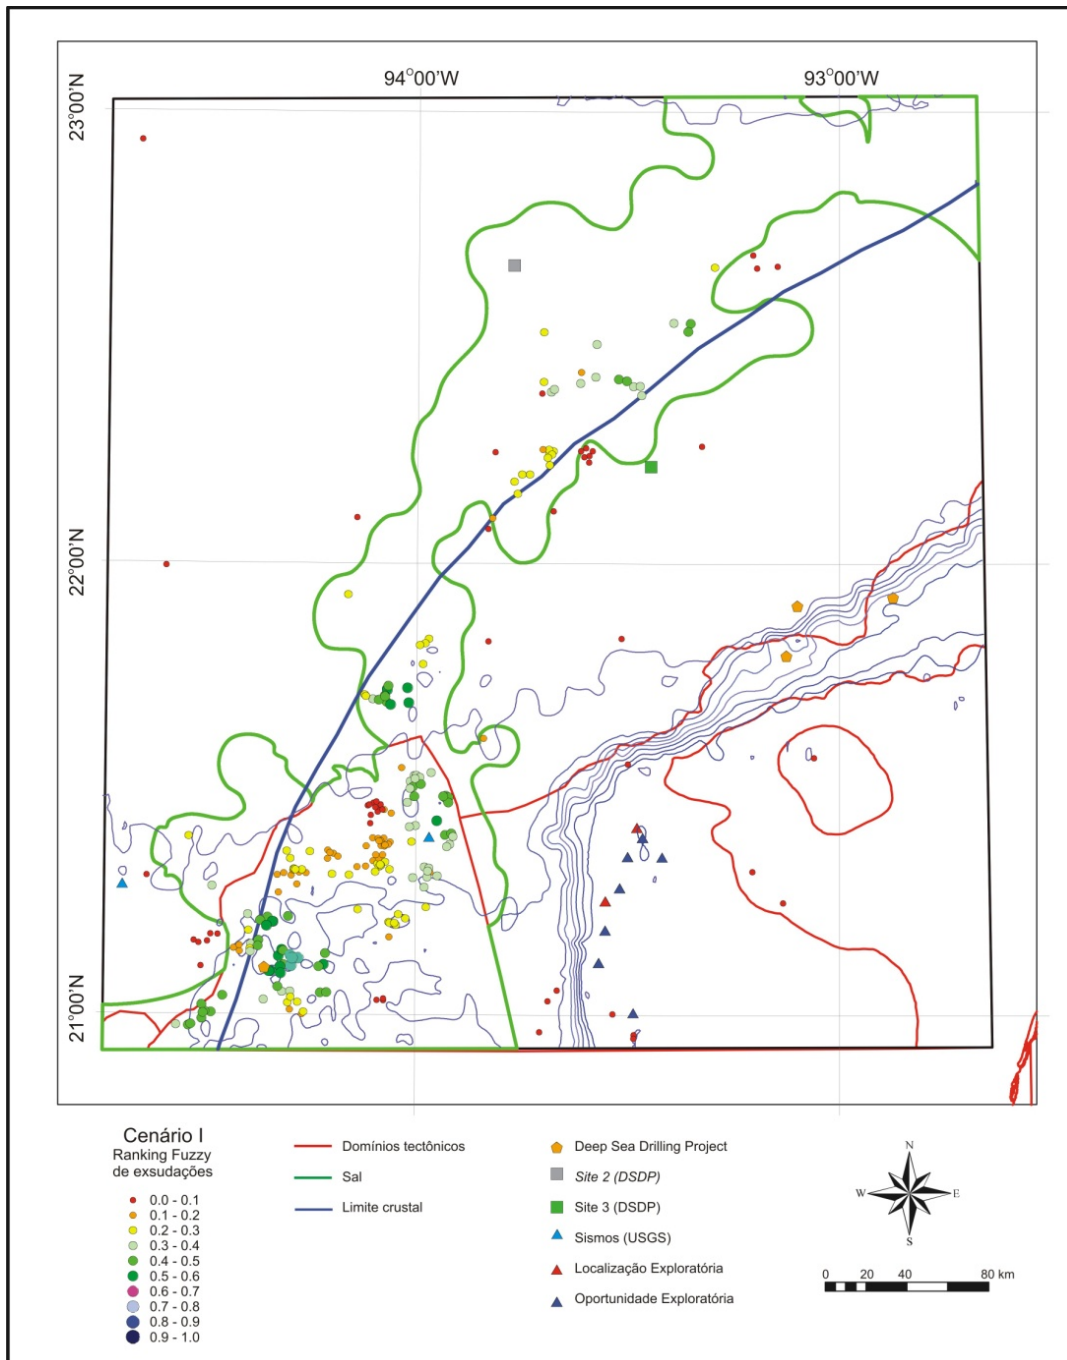 94°00'W
93°00'W
23°00'N
22°00'N
21°00'N
Cenário I
Ranking Fuzzy
de exsudações
0.0 - 0.1
0.1 - 0.2
0.2 - 0.3
0.3 - 0.4
0.4 - 0.5
0.5 - 0.6
0.6 - 0.7
0.7 - 0.8
0.8 - 0.9
0.9 - 1.0
Domínios tectônicos
Sal
Limite crustal
Deep Sea Drilling Project
Site 2 (DSDP)
Site 3 (DSDP)
Sismos (USGS)
Localização Exploratória
Oportunidade Exploratória
N
W
E
S
0 20 40 80 km